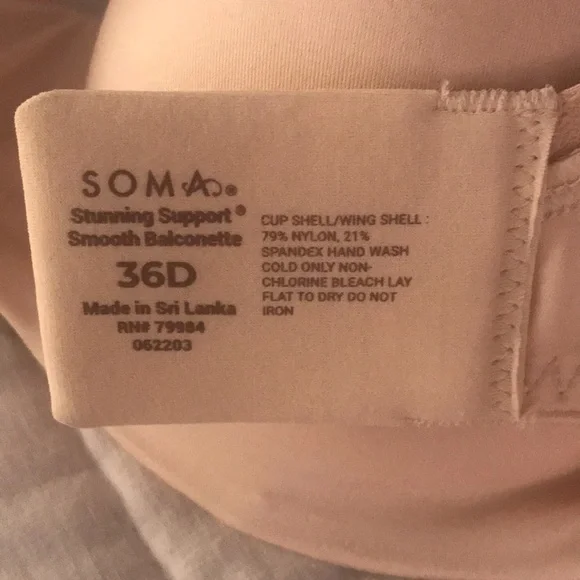 SOMA®
Stunning Support®
Smooth Balconette
36D
Made in Sri Lanka
RN# 79984
062203
CUP SHELL/WING SHELL :
79% NYLON, 21%
SPANDEX HAND WASH
COLD ONLY NON-
CHLORINE BLEACH LAY
FLAT TO DRY DO NOT
IRON